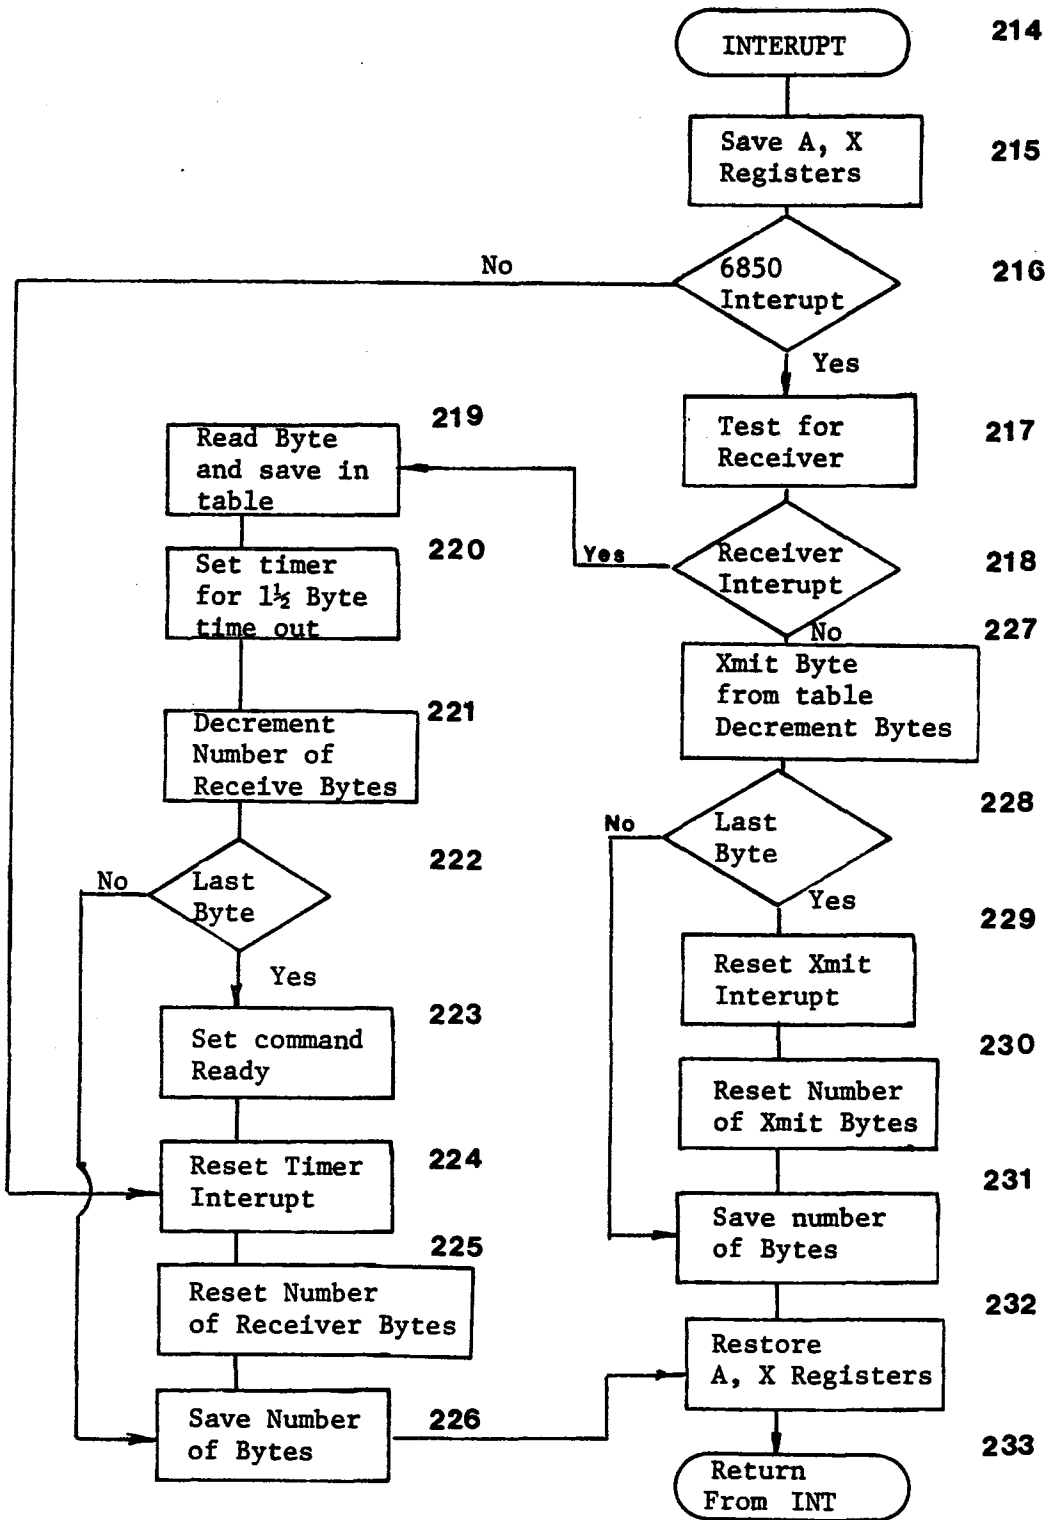 INTERUPT
214
Save A, X
Registers
215
6850
Interupt
216
No
Yes
Test for
Receiver
217
Receiver
Interupt
218
Yes
No
219
Read Byte
and save in
table
220
Set timer
for 1½ Byte
time out
221
Decrement
Number of
Receive Bytes
222
Last
Byte
No
Yes
223
Set command
Ready
224
Reset Timer
Interupt
225
Reset Number
of Receiver Bytes
226
Save Number
of Bytes
227
Xmit Byte
from table
Decrement Bytes
228
Last
Byte
No
Yes
229
Reset Xmit
Interupt
230
Reset Number
of Xmit Bytes
231
Save number
of Bytes
232
Restore
A, X Registers
233
Return
From INT